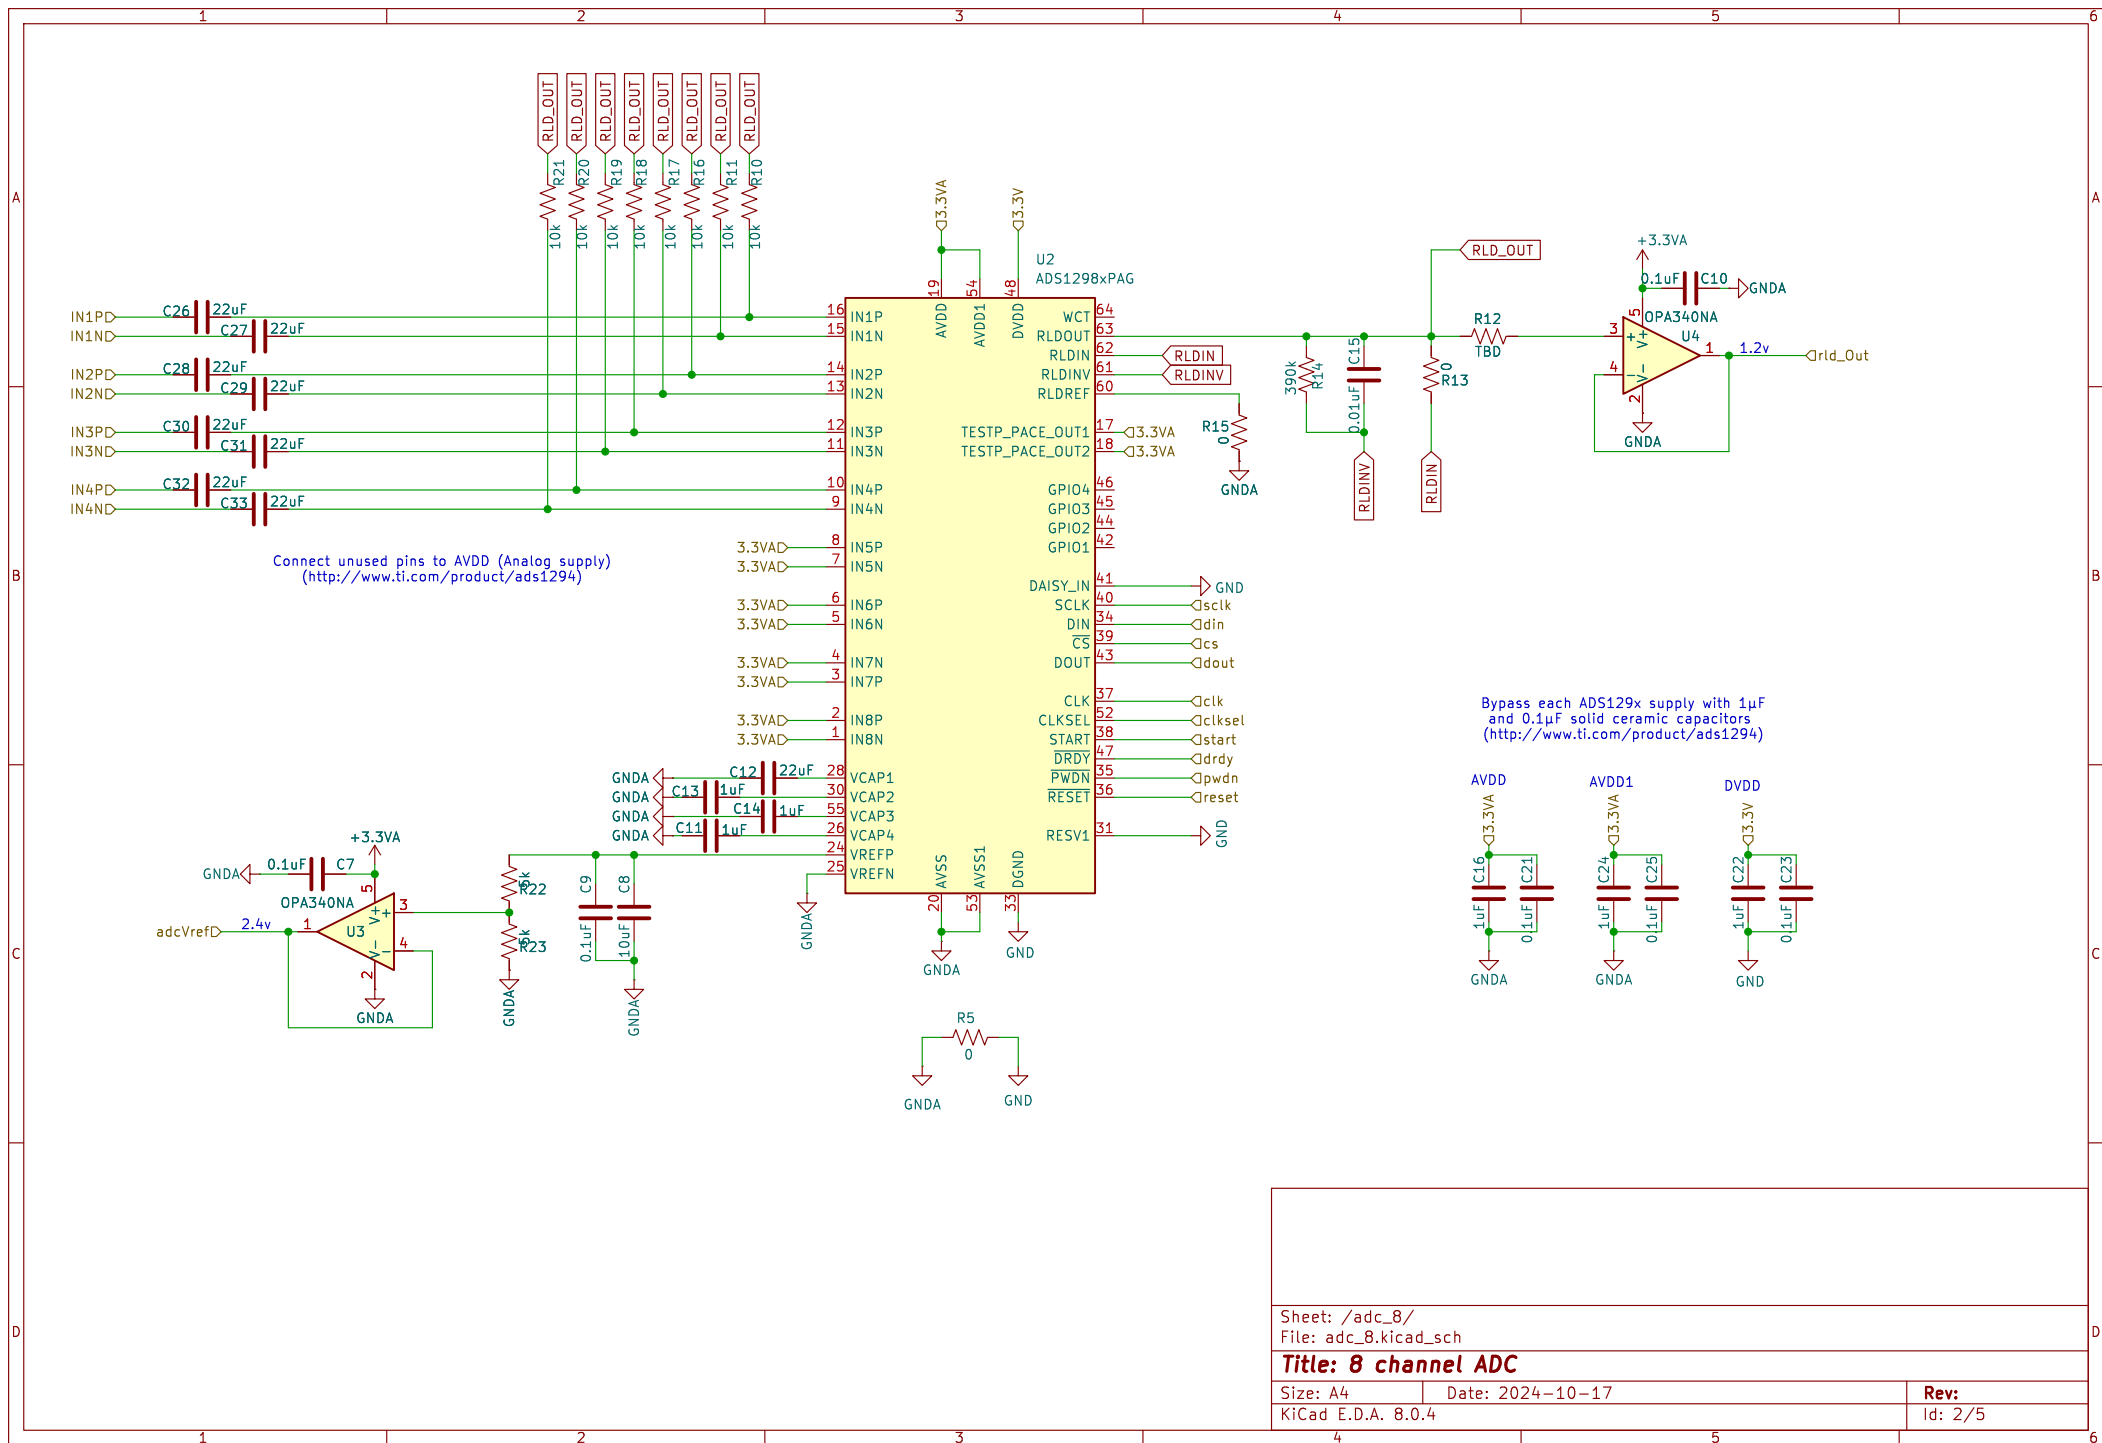 1 2 3 4 5 6
A
B
C
D
A
B
C
D
1 2 3 4 5 6
RLD_OUT RLD_OUT RLD_OUT RLD_OUT RLD_OUT RLD_OUT RLD_OUT RLD_OUT
R21 R20 R19 R18 R17 R16 R11 R10
10k 10k 10k 10k 10k 10k 10k 10k
IN1P C26 22uF
IN1N C27 22uF
IN2P C28 22uF
IN2N C29 22uF
IN3P C30 22uF
IN3N C31 22uF
IN4P C32 22uF
IN4N C33 22uF
Connect unused pins to AVDD (Analog supply)
(http://www.ti.com/product/ads1294)
3.3VA
3.3VA
3.3VA
3.3VA
3.3VA
3.3VA
3.3VA
3.3VA
GNDA C12 22uF
GNDA C13 1uF
GNDA C14 1uF
GNDA C11 1uF
3.3VA 3.3V
U2
ADS1298xPAG
19 54 48
AVDD AVDD1 DVDD
16 IN1P
15 IN1N
14 IN2P
13 IN2N
12 IN3P
11 IN3N
10 IN4P
9 IN4N
8 IN5P
7 IN5N
6 IN6P
5 IN6N
4 IN7N
3 IN7P
2 IN8P
1 IN8N
28 VCAP1
30 VCAP2
55 VCAP3
26 VCAP4
24 VREFP
25 VREFN
WCT 64
RLDOUT 63
RLDIN 62 RLDIN
RLDINV 61 RLDINV
RLDREF 60
TESTP_PACE_OUT1 17 3.3VA
TESTP_PACE_OUT2 18 3.3VA
GPIO4 46
GPIO3 45
GPIO2 44
GPIO1 42
DAISY_IN 41 GND
SCLK 40 sclk
DIN 34 din
CS 39 cs
DOUT 43 dout
CLK 37 clk
CLKSEL 52 clksel
START 38 start
DRDY 47 drdy
PWDN 35 pwdn
RESET 36 reset
RESV1 31 GND
AVSS AVSS1 DGND
20 53 33
GNDA GND
GNDA
R15
0
GNDA
390k R14
C15 0.01uF
RLDINV
RLD_OUT
0
R13
RLDIN
R12
TBD
+3.3VA
0.1uF C10 GNDA
OPA340NA
U4
3 + 5 V+
4 - V- 2
1 1.2v rld_Out
GNDA
+3.3VA
GNDA 0.1uF C7
OPA340NA
U3
5 V+ + 3
2 V- - 4
adcVref 2.4v 1
GNDA
5k
R22
5k
R23
GNDA
C9 C8
0.1uF 10uF
GNDA
R5
0
GNDA GND
Bypass each ADS129x supply with 1µF
and 0.1µF solid ceramic capacitors
(http://www.ti.com/product/ads1294)
AVDD AVDD1 DVDD
3.3VA 3.3VA 3.3V
C16 C21 C24 C25 C22 C23
1uF 0.1uF 1uF 0.1uF 1uF 0.1uF
GNDA GNDA GND
Sheet: /adc_8/
File: adc_8.kicad_sch
Title: 8 channel ADC
Size: A4 Date: 2024-10-17 Rev:
KiCad E.D.A. 8.0.4 Id: 2/5